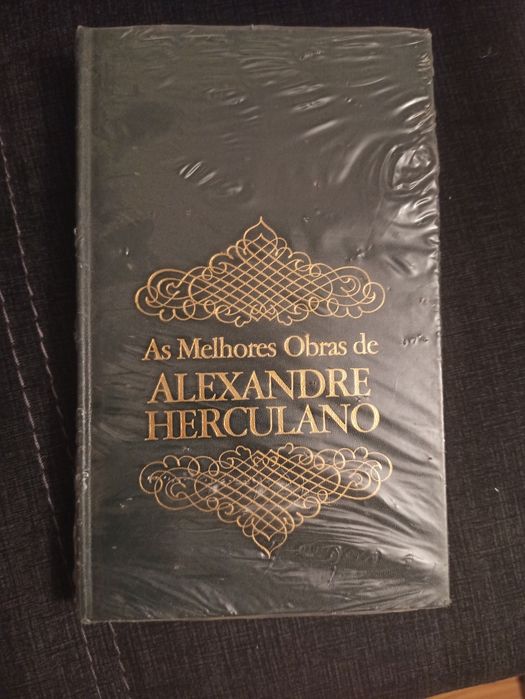 As Melhores Obras de
ALEXANDRE
HERCULANO